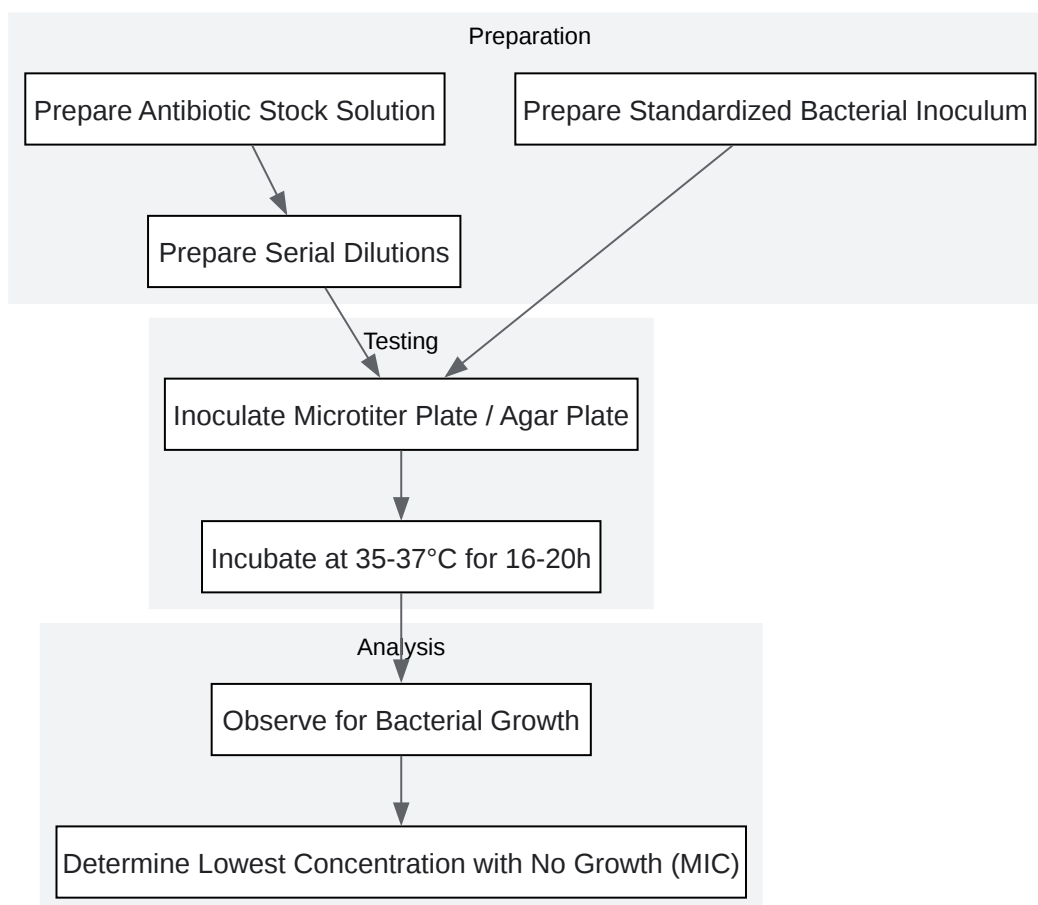 Preparation
Prepare Antibiotic Stock Solution
Prepare Standardized Bacterial Inoculum
Prepare Serial Dilutions
Testing
Inoculate Microtiter Plate / Agar Plate
Incubate at 35-37°C for 16-20h
Analysis
Observe for Bacterial Growth
Determine Lowest Concentration with No Growth (MIC)